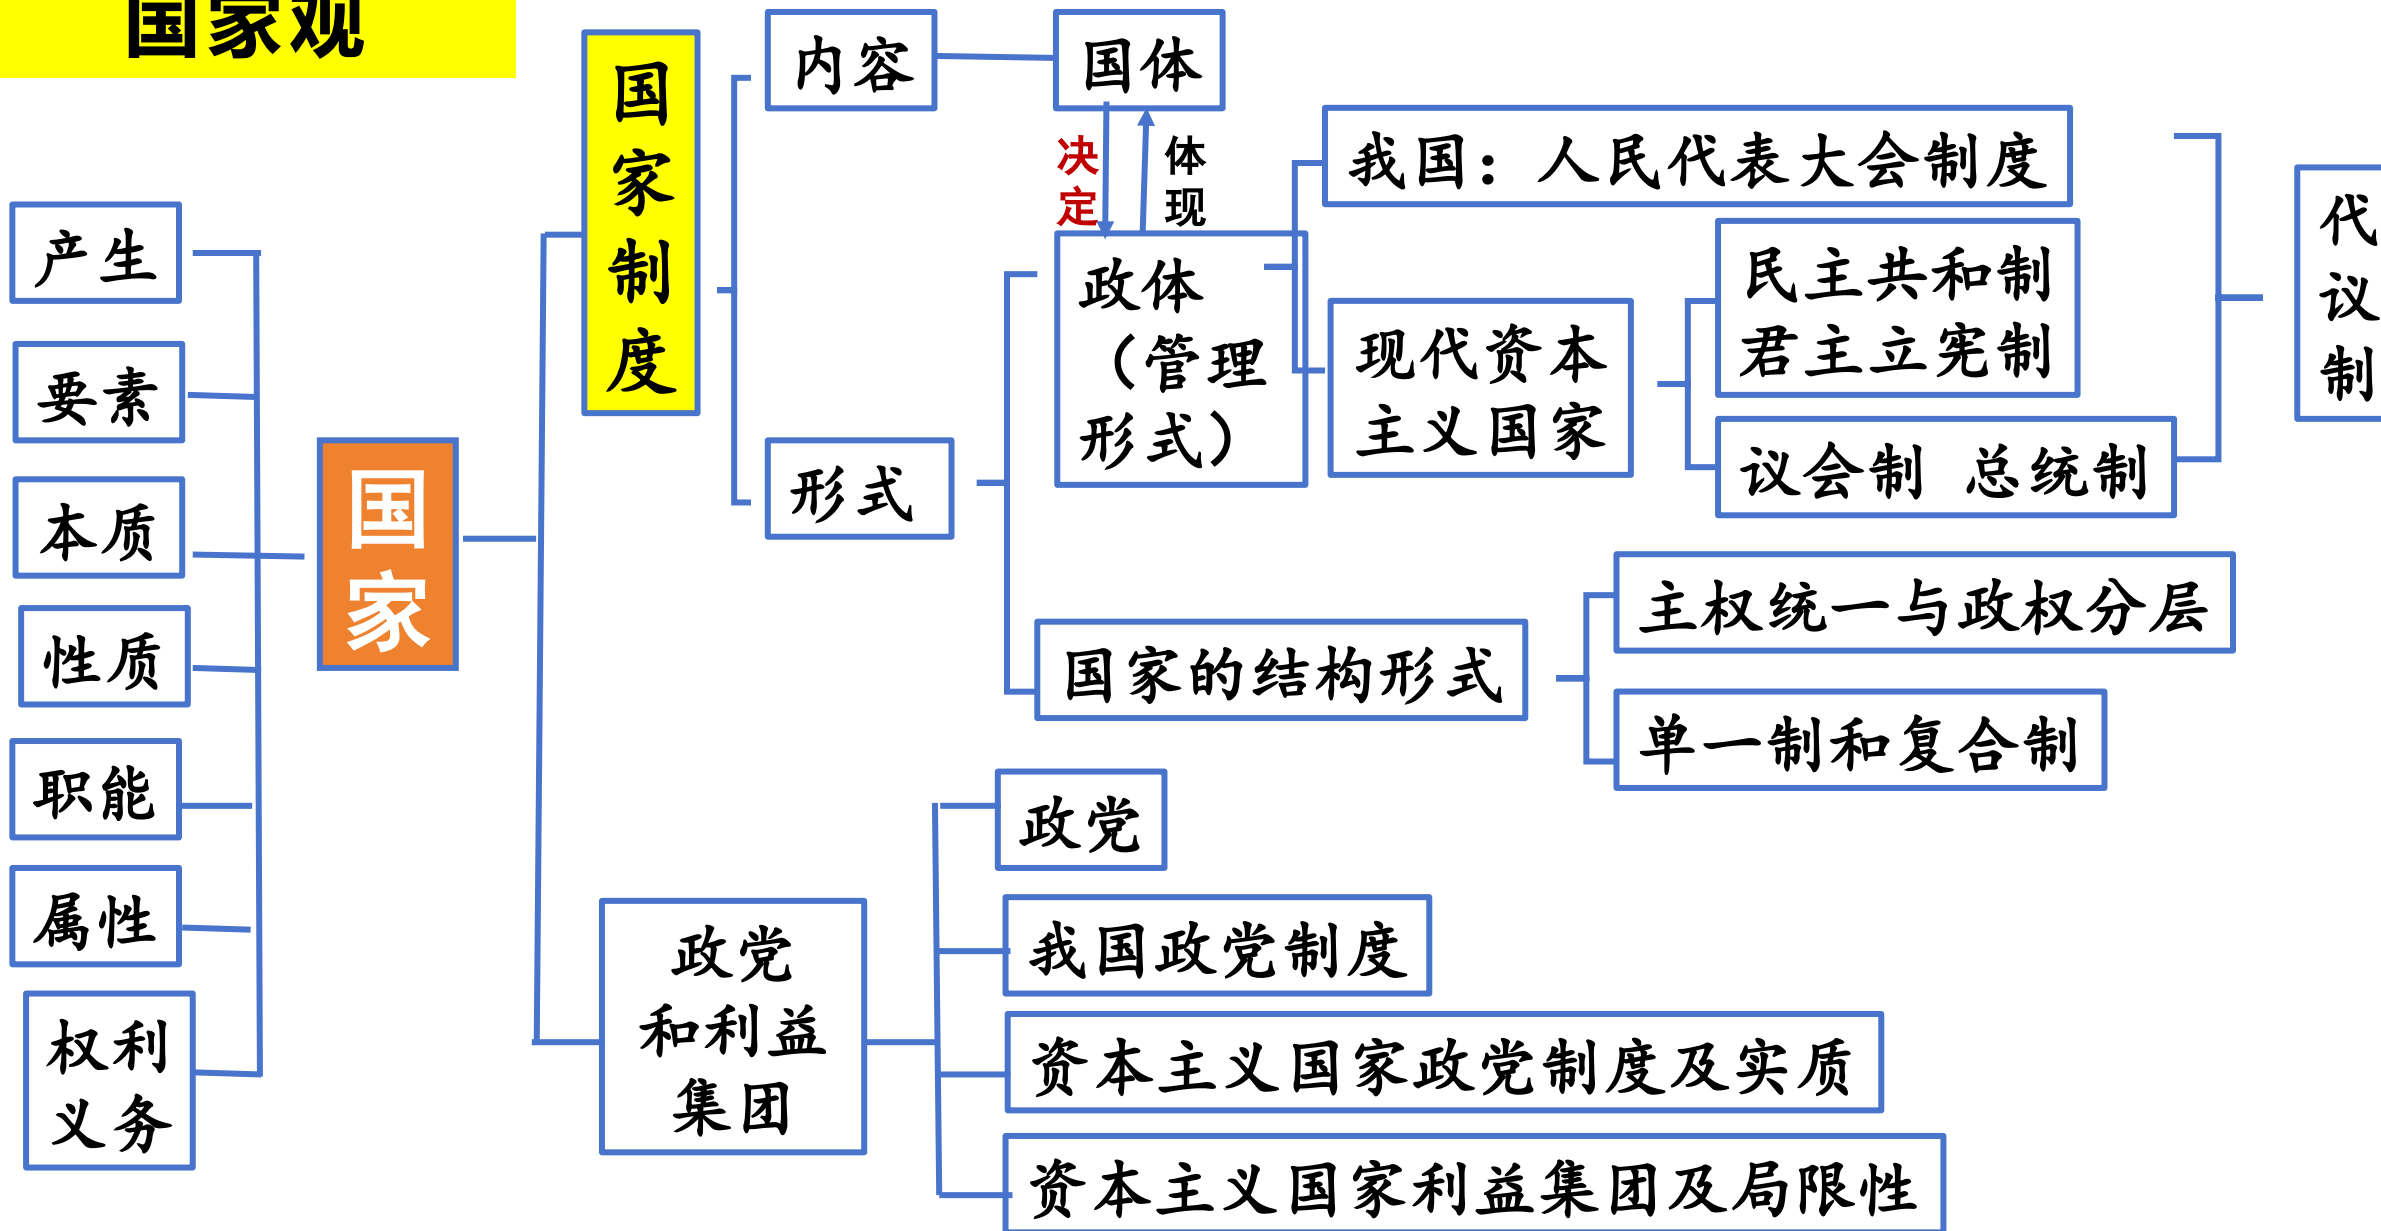 国家观
产生
要素
本质
性质
职能
属性
权利
义务
国
家
国
家
制
度
内容
国体
决
定
体
现
形式
政体
（管理
形式）
我国：人民代表大会制度
现代资本
主义国家
民主共和制
君主立宪制
议会制 总统制
代
议
制
国家的结构形式
主权统一与政权分层
单一制和复合制
政党
和利益
集团
政党
我国政党制度
资本主义国家政党制度及实质
资本主义国家利益集团及局限性